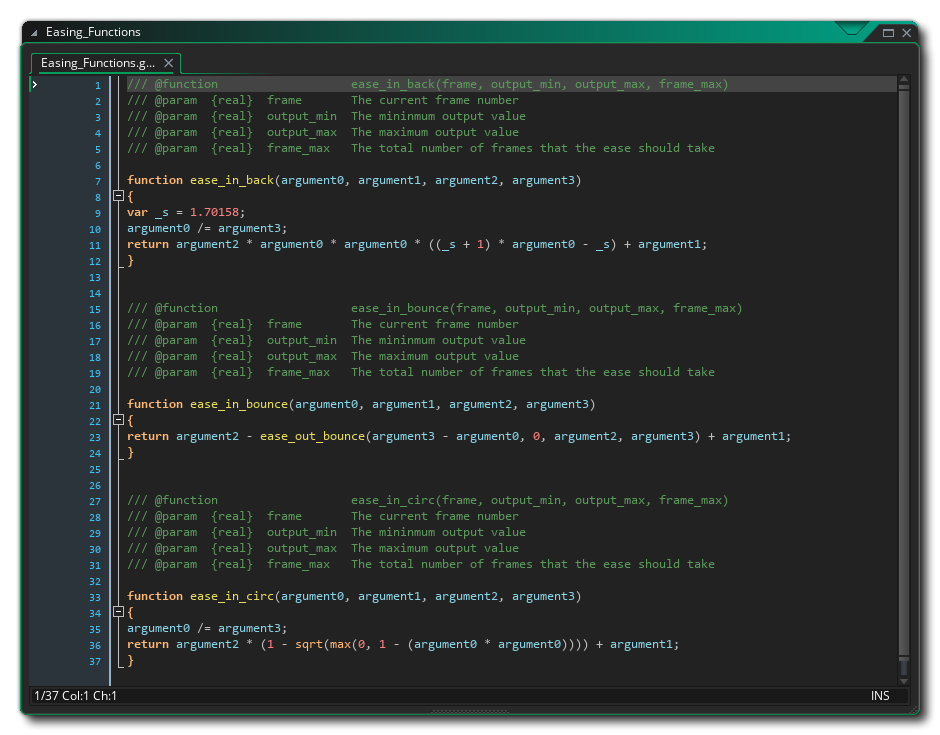 Easing_Functions
Easing_Functions.g...
1 /// @function ease_in_back(frame, output_min, output_max, frame_max)
2 /// @param {real} frame The current frame number
3 /// @param {real} output_min The mininmum output value
4 /// @param {real} output_max The maximum output value
5 /// @param {real} frame_max The total number of frames that the ease should take
6
7 function ease_in_back(argument0, argument1, argument2, argument3)
8 {
9 var _s = 1.70158;
10 argument0 /= argument3;
11 return argument2 * argument0 * argument0 * ((_s + 1) * argument0 - _s) + argument1;
12 }
13
14
15 /// @function ease_in_bounce(frame, output_min, output_max, frame_max)
16 /// @param {real} frame The current frame number
17 /// @param {real} output_min The mininmum output value
18 /// @param {real} output_max The maximum output value
19 /// @param {real} frame_max The total number of frames that the ease should take
20
21 function ease_in_bounce(argument0, argument1, argument2, argument3)
22 {
23 return argument2 - ease_out_bounce(argument3 - argument0, 0, argument2, argument3) + argument1;
24 }
25
26
27 /// @function ease_in_circ(frame, output_min, output_max, frame_max)
28 /// @param {real} frame The current frame number
29 /// @param {real} output_min The mininmum output value
30 /// @param {real} output_max The maximum output value
31 /// @param {real} frame_max The total number of frames that the ease should take
32
33 function ease_in_circ(argument0, argument1, argument2, argument3)
34 {
35 argument0 /= argument3;
36 return argument2 * (1 - sqrt(max(0, 1 - (argument0 * argument0)))) + argument1;
37 }
1/37 Col:1 Ch:1 INS